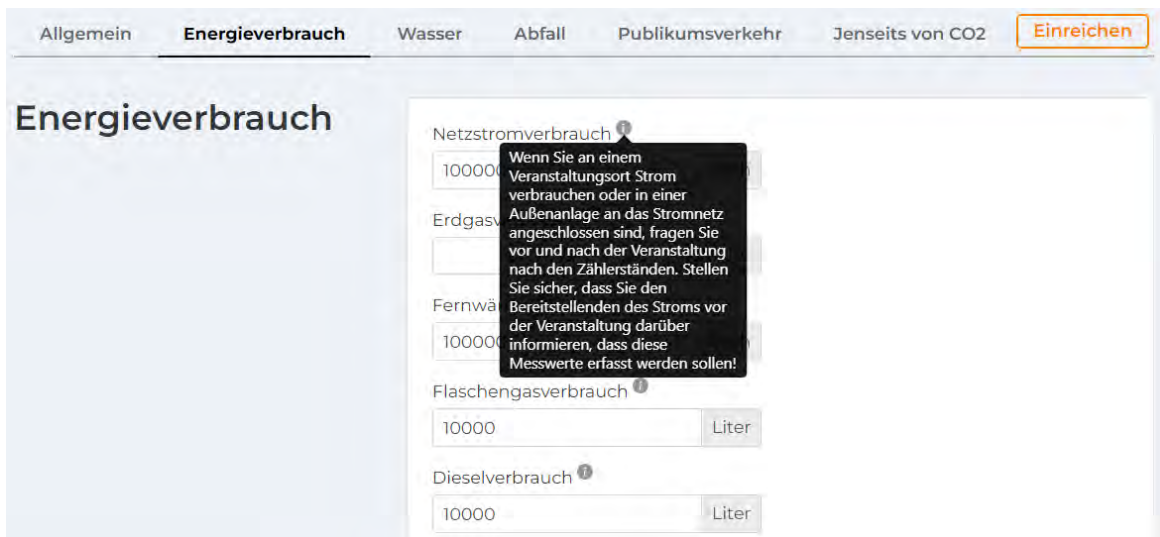 Allgemein Energieverbrauch Wasser Abfall Publikumsverkehr Jenseits von CO2 Einreichen
Energieverbrauch
Netzstromverbrauch
Wenn Sie an einem
Veranstaltungsort Strom
verbrauchen oder in einer
Außenanlage an das Stromnetz
angeschlossen sind, fragen Sie
vor und nach der Veranstaltung
nach den Zählerständen. Stellen
Sie sicher, dass Sie den
Bereitstellenden des Stroms vor
der Veranstaltung darüber
informieren, dass diese
Messwerte erfasst werden sollen!
Flaschengasverbrauch
10000 Liter
Dieselverbrauch
10000 Liter